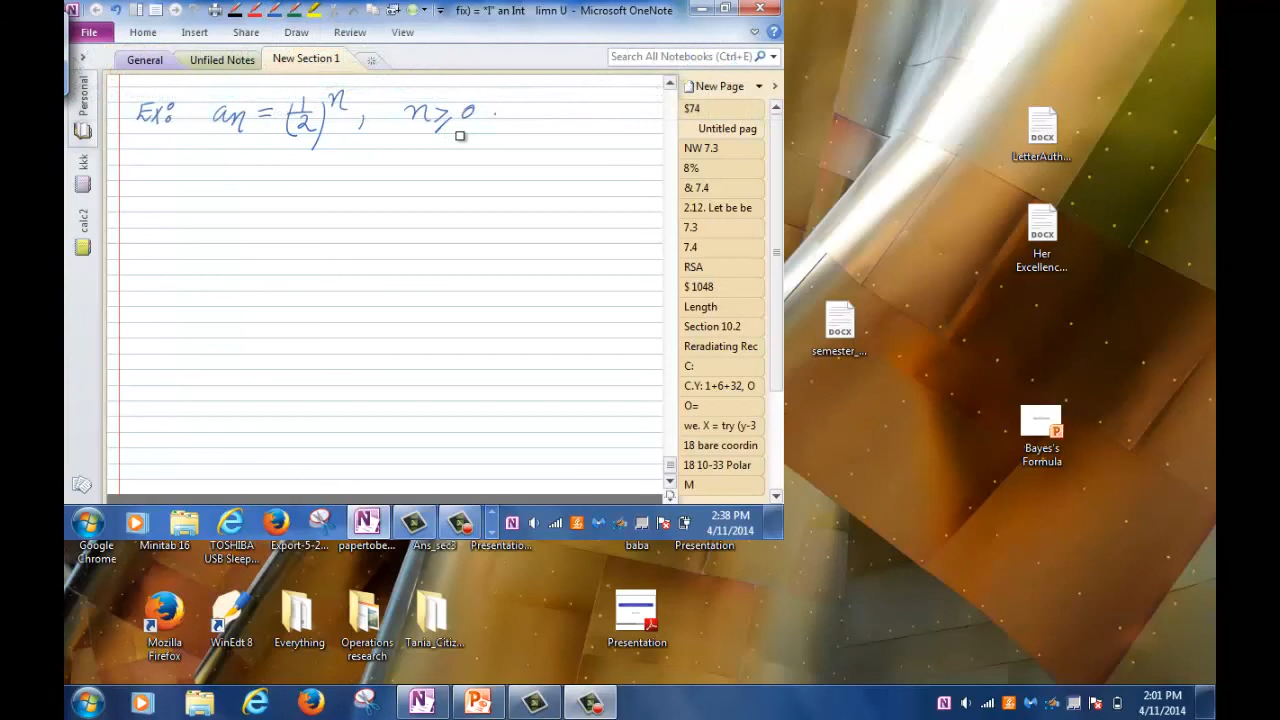 fix) = "I" an Int limn U - Microsoft OneNote
File Home Insert Share Draw Review View
General Unfiled Notes New Section 1
Search All Notebooks (Ctrl+E)
Personal
kkk
calc2
Ex: aₙ = (1/2)ⁿ, n ≥ 0.
New Page
$74
Untitled pag
NW 7.3
8%
& 7.4
2.12. Let be be
7.3
7.4
RSA
$ 1048
Length
Section 10.2
Reradiating Rec
C:
C.Y: 1+6+32, O
O=
we. X = try (y-3
18 bare coordin
18 10-33 Polar
M
2:38 PM
4/11/2014
LetterAuth...
Her
Excellenc...
semester_...
Bayes's
Formula
Google
Chrome
Minitab 16
TOSHIBA
USB Sleep...
Export-5-2...
papertobe...
Ans_sec3
Presentatio...
baba
Presentation
Mozilla
Firefox
WinEdt 8
Everything
Operations
research
Tania_Citiz...
Presentation
2:01 PM
4/11/2014